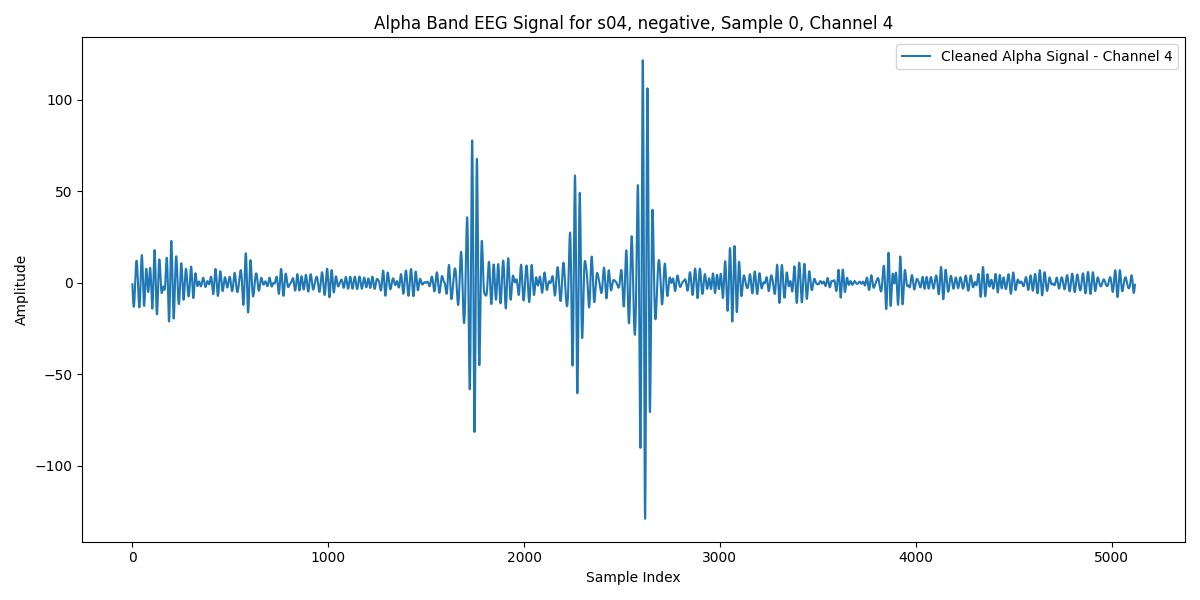 Alpha Band EEG Signal for s04, negative, Sample 0, Channel 4
Cleaned Alpha Signal - Channel 4
Amplitude
100
50
0
−50
−100
0 1000 2000 3000 4000 5000
Sample Index